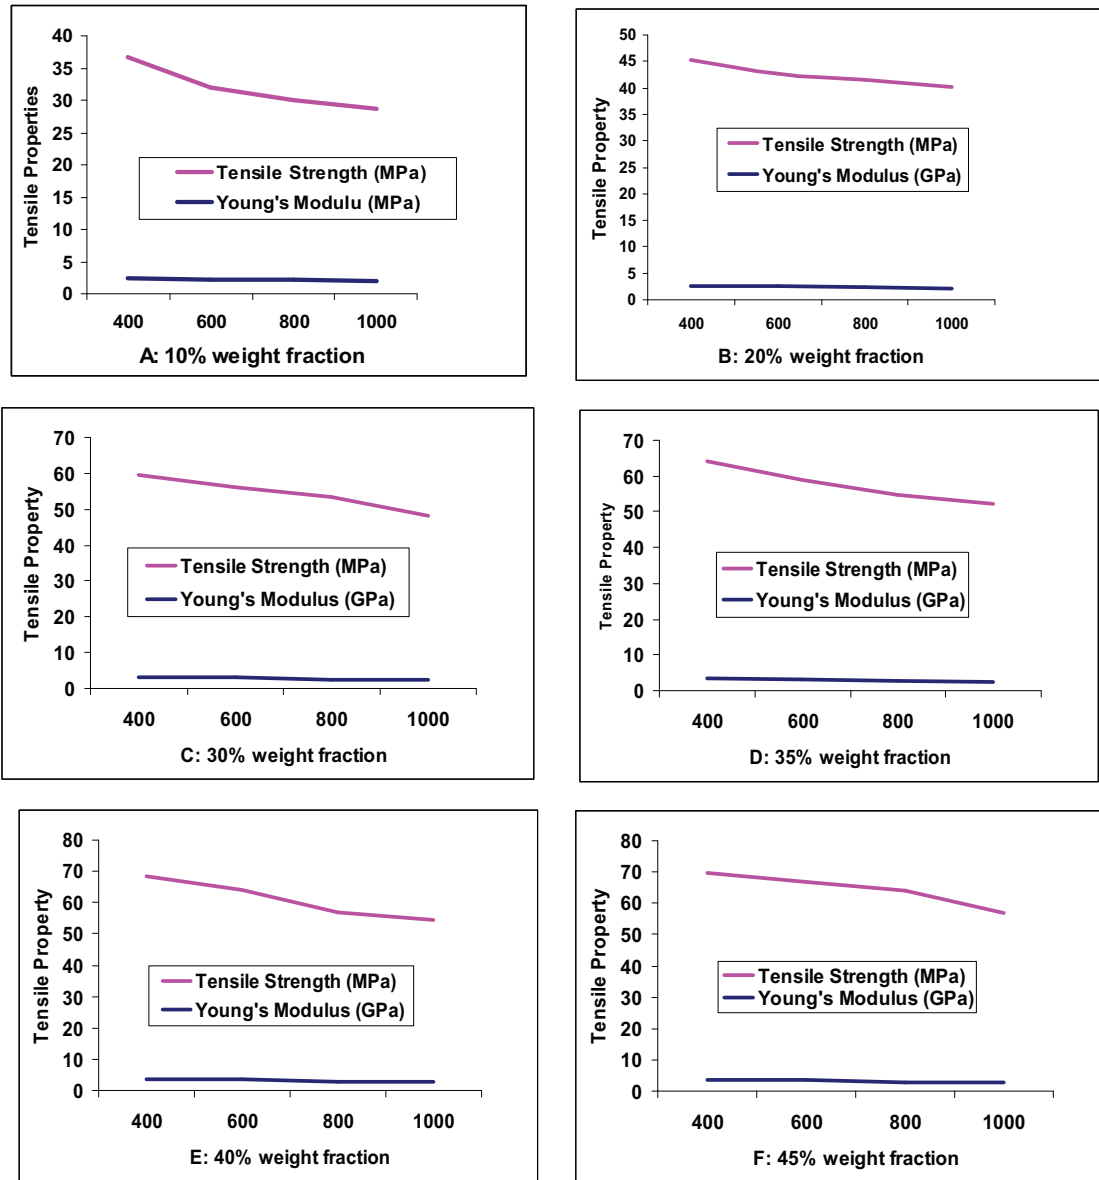 40
35
30
25
20
15
10
5
0
Tensile Properties
Tensile Strength (MPa)
Young's Modulu (MPa)
400 600 800 1000
A: 10% weight fraction
50
45
40
35
30
25
20
15
10
5
0
Tensile Property
Tensile Strength (MPa)
Young's Modulus (GPa)
400 600 800 1000
B: 20% weight fraction
70
60
50
40
30
20
10
0
Tensile Property
Tensile Strength (MPa)
Young's Modulus (GPa)
400 600 800 1000
C: 30% weight fraction
70
60
50
40
30
20
10
0
Tensile Property
Tensile Strength (MPa)
Young's Modulus (GPa)
400 600 800 1000
D: 35% weight fraction
80
70
60
50
40
30
20
10
0
Tensile Property
Tensile Strength (MPa)
Young's Modulus (GPa)
400 600 800 1000
E: 40% weight fraction
80
70
60
50
40
30
20
10
0
Tensile Property
Tensile Strength (MPa)
Young's Modulus (GPa)
400 600 800 1000
F: 45% weight fraction